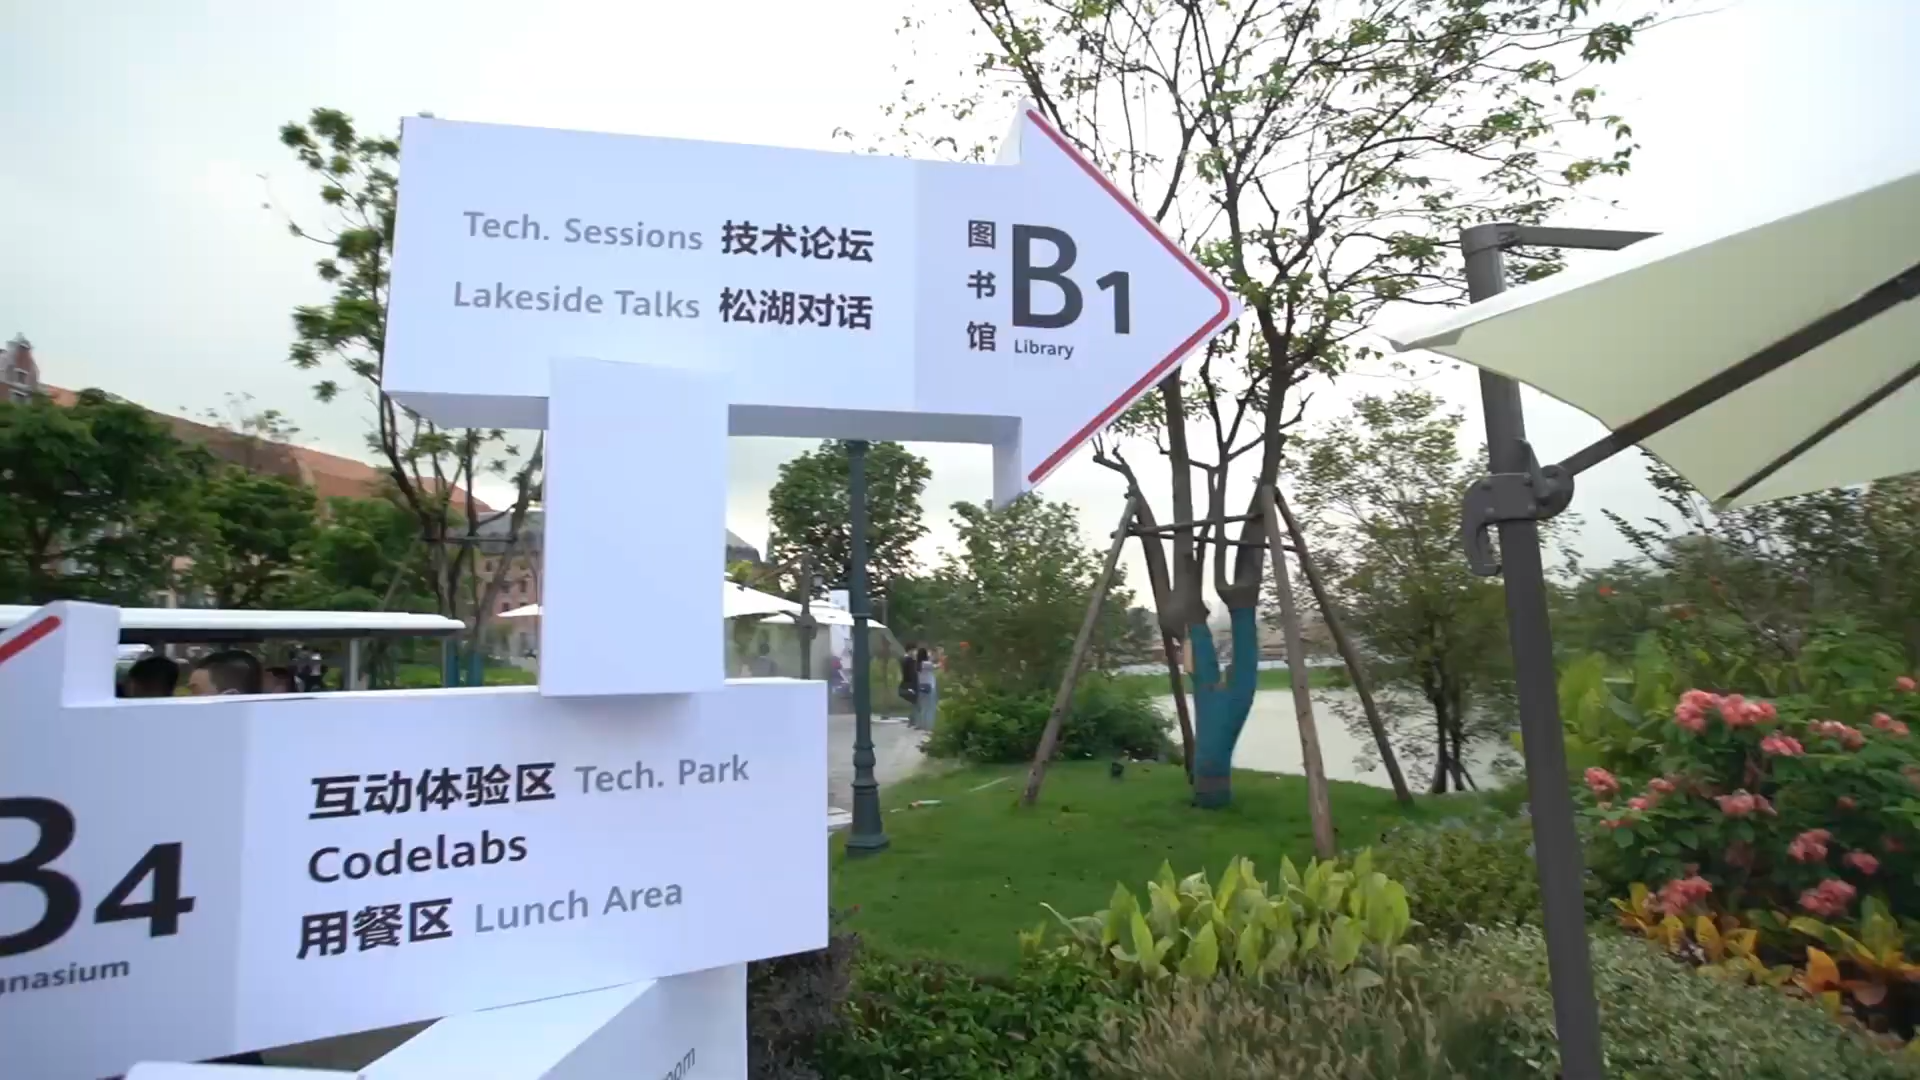 Tech. Sessions 技术论坛
Lakeside Talks 松湖对话
图书馆
B1
Library
B4
互动体验区 Tech. Park
Codelabs
用餐区 Lunch Area